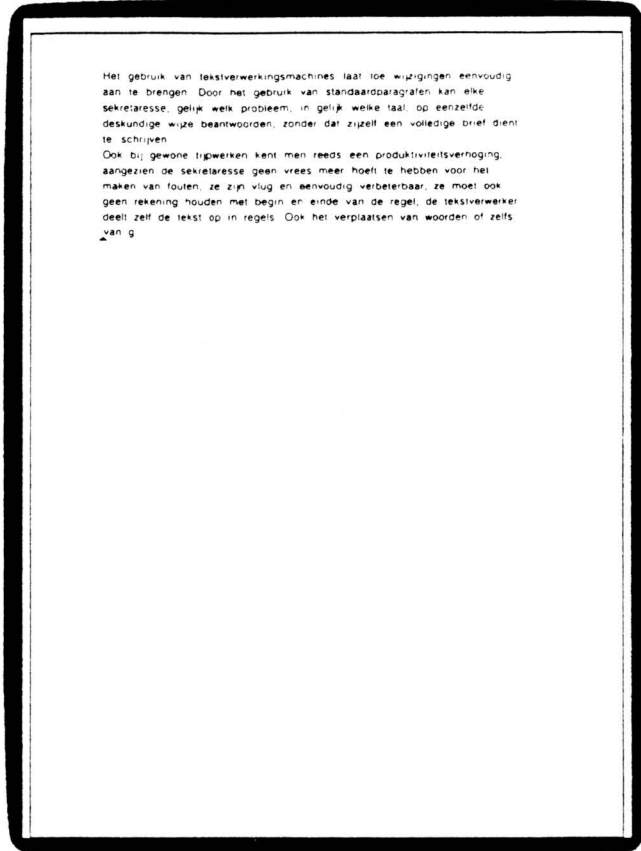 Het gebruik van tekstverwerkingsmachines laat toe wijzigingen eenvoudig
aan te brengen. Door het gebruik van standaardparagrafen kan elke
sekretaresse, gelijk welk probleem, in gelijk welke taal, op eenzelfde
deskundige wijze beantwoorden, zonder dat zijzelf een volledige brief dient
te schrijven
Ook bij gewone tijpwerken kent men reeds een produktiviteitsverhoging,
aangezien de sekretaresse geen vrees meer hoeft te hebben voor het
maken van fouten, ze zijn vlug en eenvoudig verbeterbaar, ze moet ook
geen rekening houden met begin en einde van de regel, de tekstverwerker
deelt zelf de tekst op in regels. Ook het verplaatsen van woorden of zelfs
van g